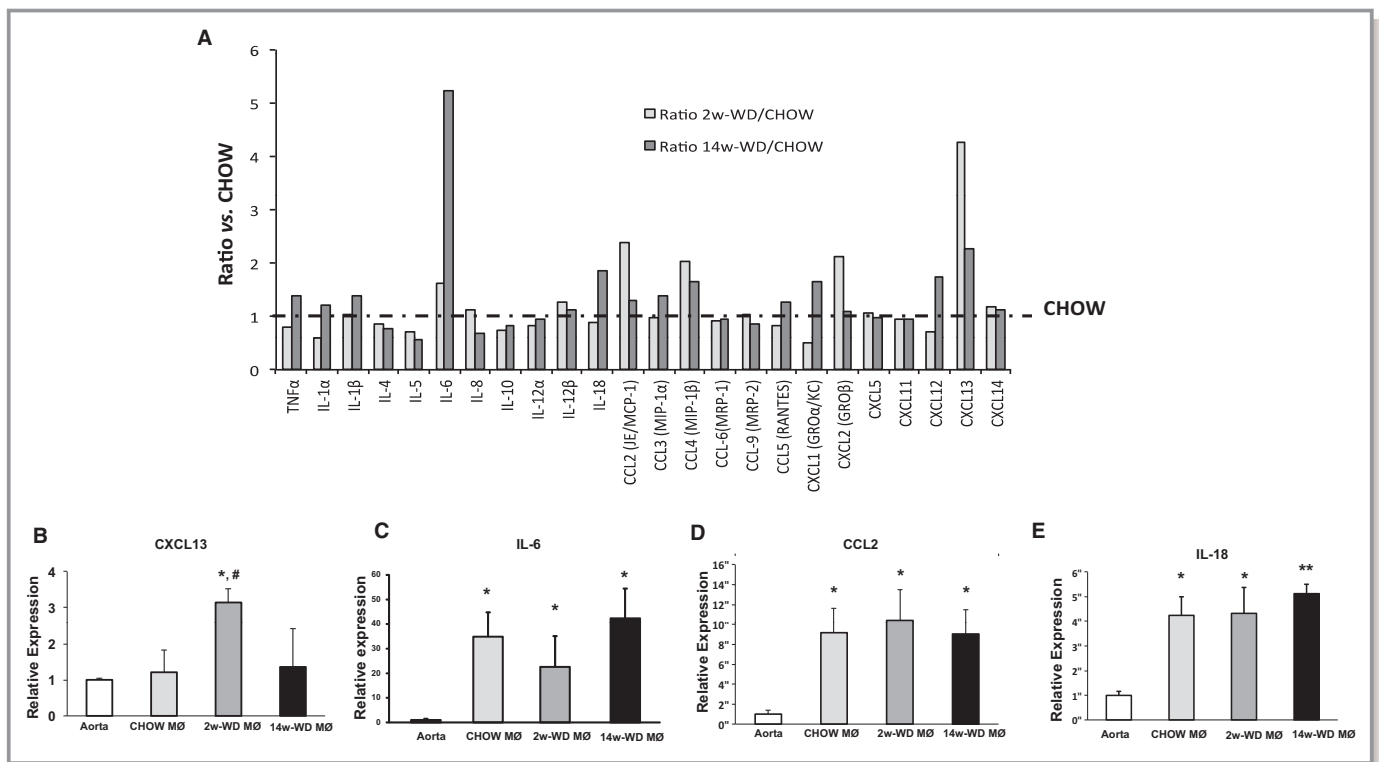 A
6
5
4
3
2
1
0
Ratio vs. CHOW
Ratio 2w-WD/CHOW
Ratio 14w-WD/CHOW
CHOW
TNFα
IL-1α
IL-1β
IL-4
IL-5
IL-6
IL-8
IL-10
IL-12α
IL-12β
IL-18
CCL2 (JE/MCP-1)
CCL3 (MIP-1α)
CCL4 (MIP-1β)
CCL-6(MRP-1)
CCL-9 (MRP-2)
CCL5 (RANTES)
CXCL1 (GROα/KC)
CXCL2 (GROβ)
CXCL5
CXCL11
CXCL12
CXCL13
CXCL14
B
CXCL13
Relative Expression
4
3
2
1
0
*, #
Aorta CHOW MØ 2w-WD MØ 14w-WD MØ
C
IL-6
Relative expression
60
50
40
30
20
10
0
* * *
Aorta CHOW MØ 2w-WD MØ 14w-WD MØ
D
CCL2
Relative Expression
16"
14"
12"
10"
8"
6"
4"
2"
0"
* * *
Aorta CHOW MØ 2w-WD MØ 14w-WD MØ
E
IL-18
Relative Expression
6"
5"
4"
3"
2"
1"
0"
* * **
Aorta CHOW MØ 2w-WD MØ 14w-WD MØ